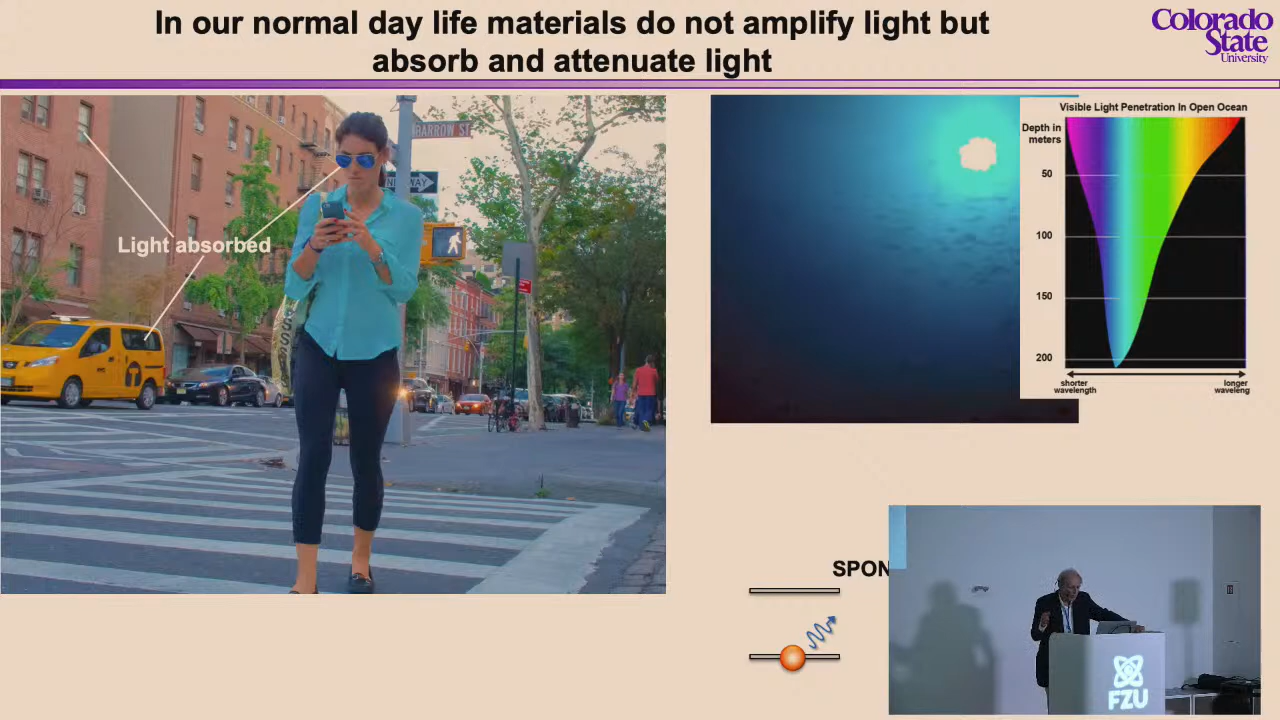 In our normal day life materials do not amplify light but
absorb and attenuate light
Colorado
State
University
BARROW ST
Light absorbed
Visible Light Penetration In Open Ocean
Depth in
meters
50
100
150
200
shorter
wavelength
longer
waveleng
SPON
FZU